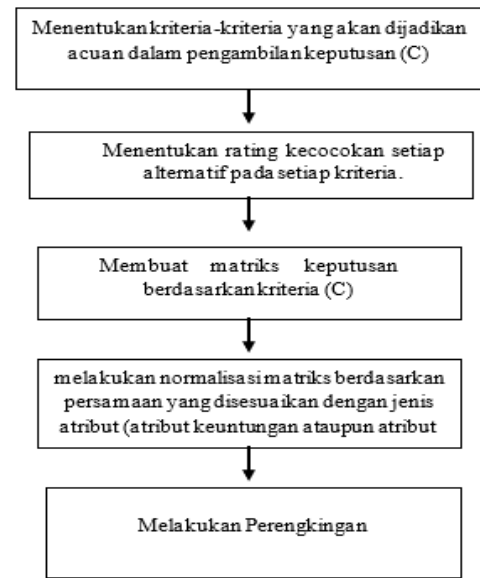 Menentukan kriteria-kriteria yang akan dijadikan
acuan dalam pengambilan keputusan (C)
Menentukan rating kecocokan setiap
alternatif pada setiap kriteria.
Membuat matriks keputusan
berdasarkan kriteria (C)
melakukan normalisasi matriks berdasarkan
persamaan yang disesuaikan dengan jenis
atribut (atribut keuntungan ataupun atribut
Melakukan Perengkingan